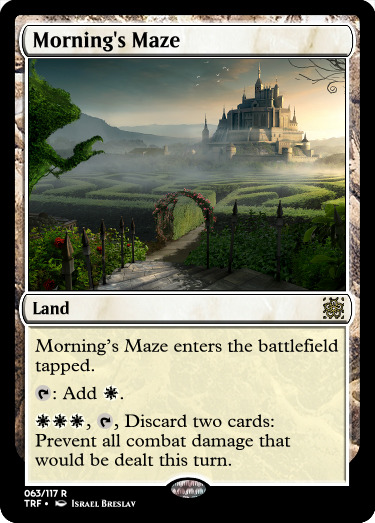 Morning's Maze
Land
Morning's Maze enters the battlefield
tapped.
: Add .
, , Discard two cards:
Prevent all combat damage that
would be dealt this turn.
063/117 R
TRF • Israel Breslav